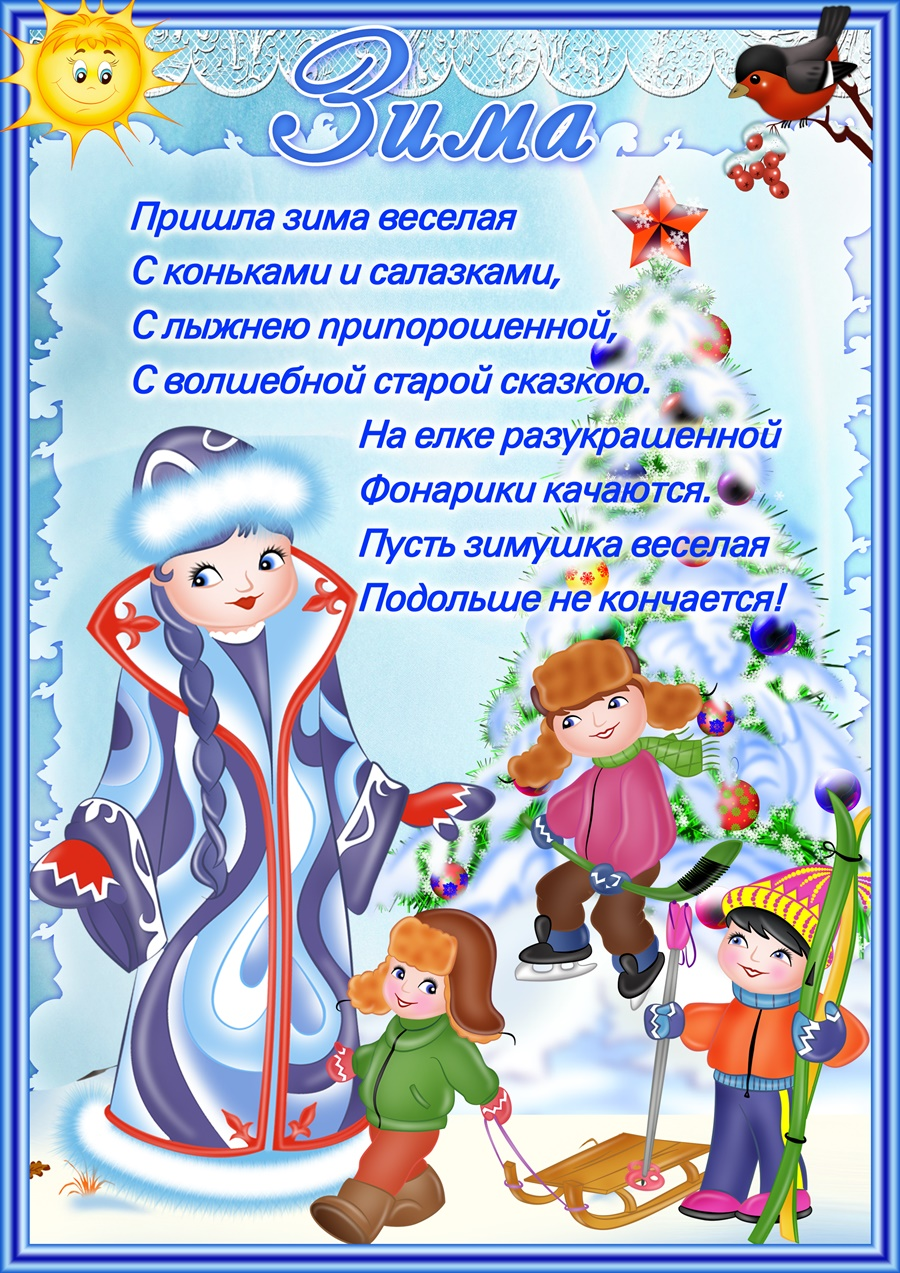 Зима
Пришла зима веселая
С коньками и салазками,
С лыжнею припорошенной,
С волшебной старой сказкою.
На елке разукрашенной
Фонарики качаются.
Пусть зимушка веселая
Подольше не кончается!